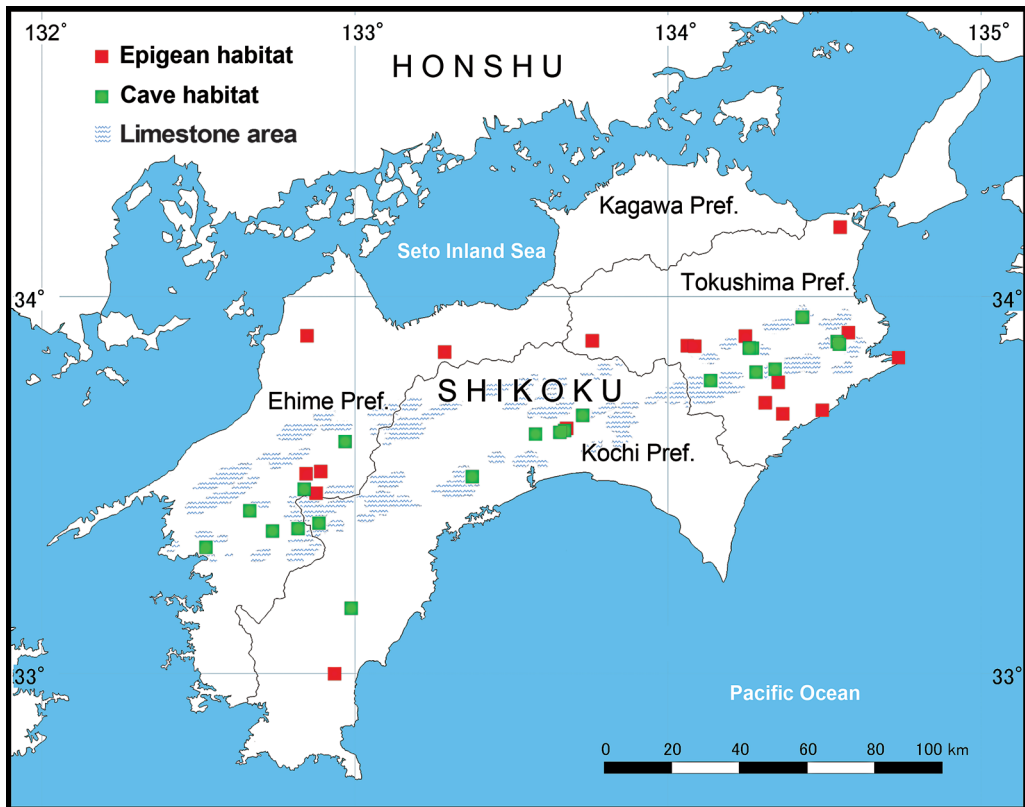 132°
133°
134°
135°
Epigean habitat
HONSHU
Cave habitat
Limestone area
Kagawa Pref.
Seto Inland Sea
Tokushima Pref.
34°
34°
SHIKOKU
Ehime Pref.
Kochi Pref.
33°
33°
Pacific Ocean
0 20 40 60 80 100 km